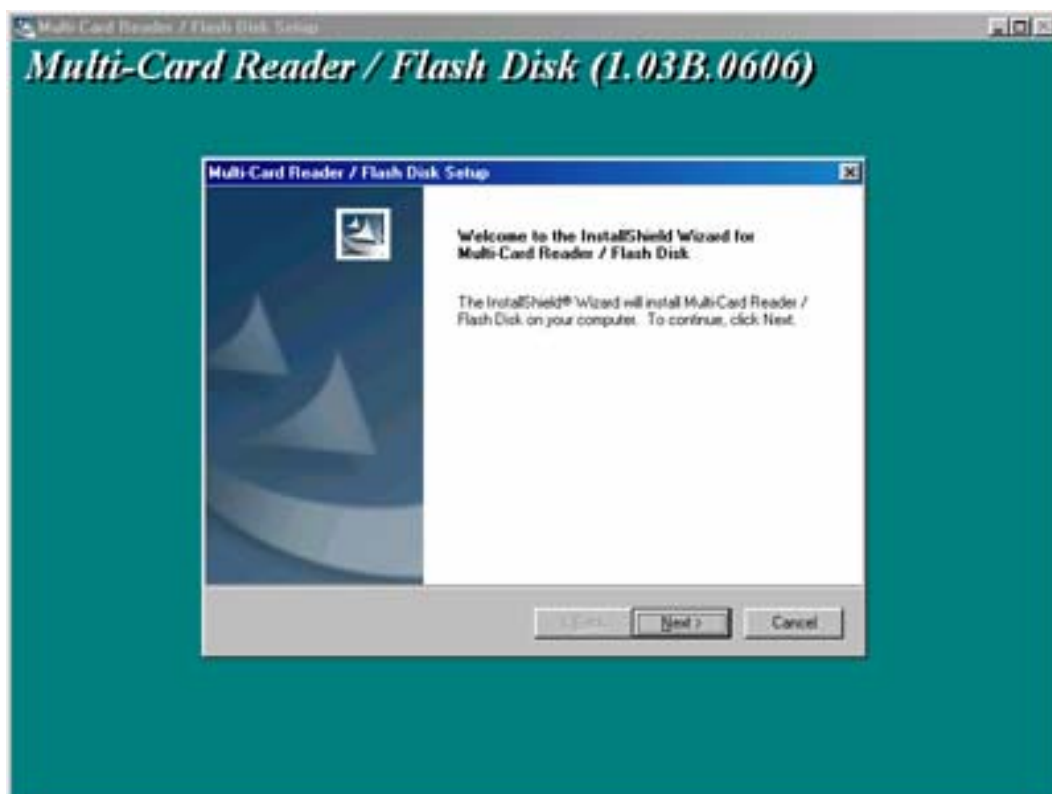 Multi-Card Reader / Flash Disk Setup
Multi-Card Reader / Flash Disk (1.03B.0606)
Multi-Card Reader / Flash Disk Setup
Welcome to the InstallShield Wizard for
Multi-Card Reader / Flash Disk
The InstallShield® Wizard will install Multi-Card Reader /
Flash Disk on your computer. To continue, click Next.
Next > Cancel